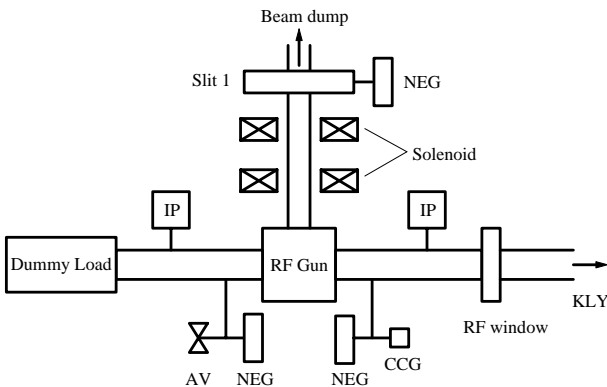 Beam dump
Slit 1
NEG
Solenoid
IP
IP
Dummy Load
RF Gun
KLY
RF window
AV
NEG
NEG
CCG